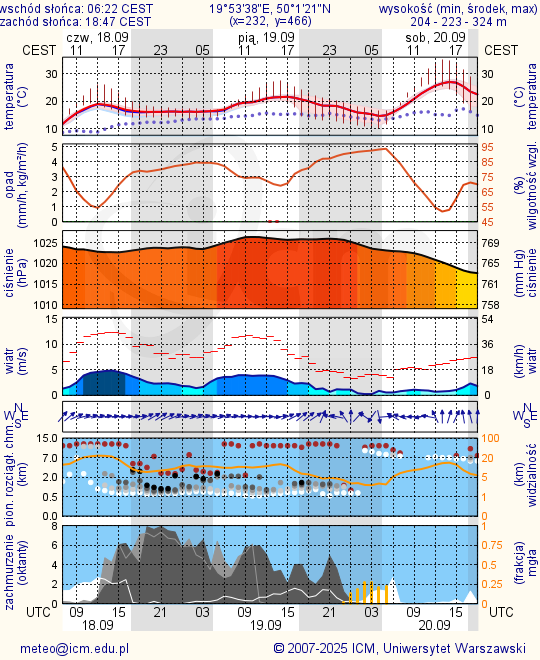 wschód słońca: 06:22 CEST 19°53'38"E, 50°1'21"N wysokość (min, środek, max)
zachód słońca: 18:47 CEST (x=232, y=466) 204 - 223 - 324 m
czw, 18.09 pią, 19.09 sob, 20.09
CEST 11 17 23 05 11 17 23 05 11 17 CEST
temperatura (°C) 30 20 10 30 20 10 (°C) temperatura
opad (mm/h, kg/m²/h) 5 4 3 2 1 0 95 85 75 65 55 45 (%) wilgotność wzgl.
ciśnienie (hPa) 1025 1020 1015 1010 769 765 761 758 (mm Hg) ciśnienie
wiatr (m/s) 15 10 5 0 54 36 18 0 (km/h) wiatr
W N E S W N E S
pion. rozciągł. chm. (km) 15.0 7.0 2.0 0.5 0.0 100 20 5 1 0 (km) widzialność
zachmurzenie (oktanty) 8 6 4 2 0 1 0.75 0.5 0.25 0 (frakcja) mgła
UTC 09 15 21 03 09 15 21 03 09 15 UTC
18.09 19.09 20.09
meteo@icm.edu.pl © 2007-2025 ICM, Uniwersytet Warszawski